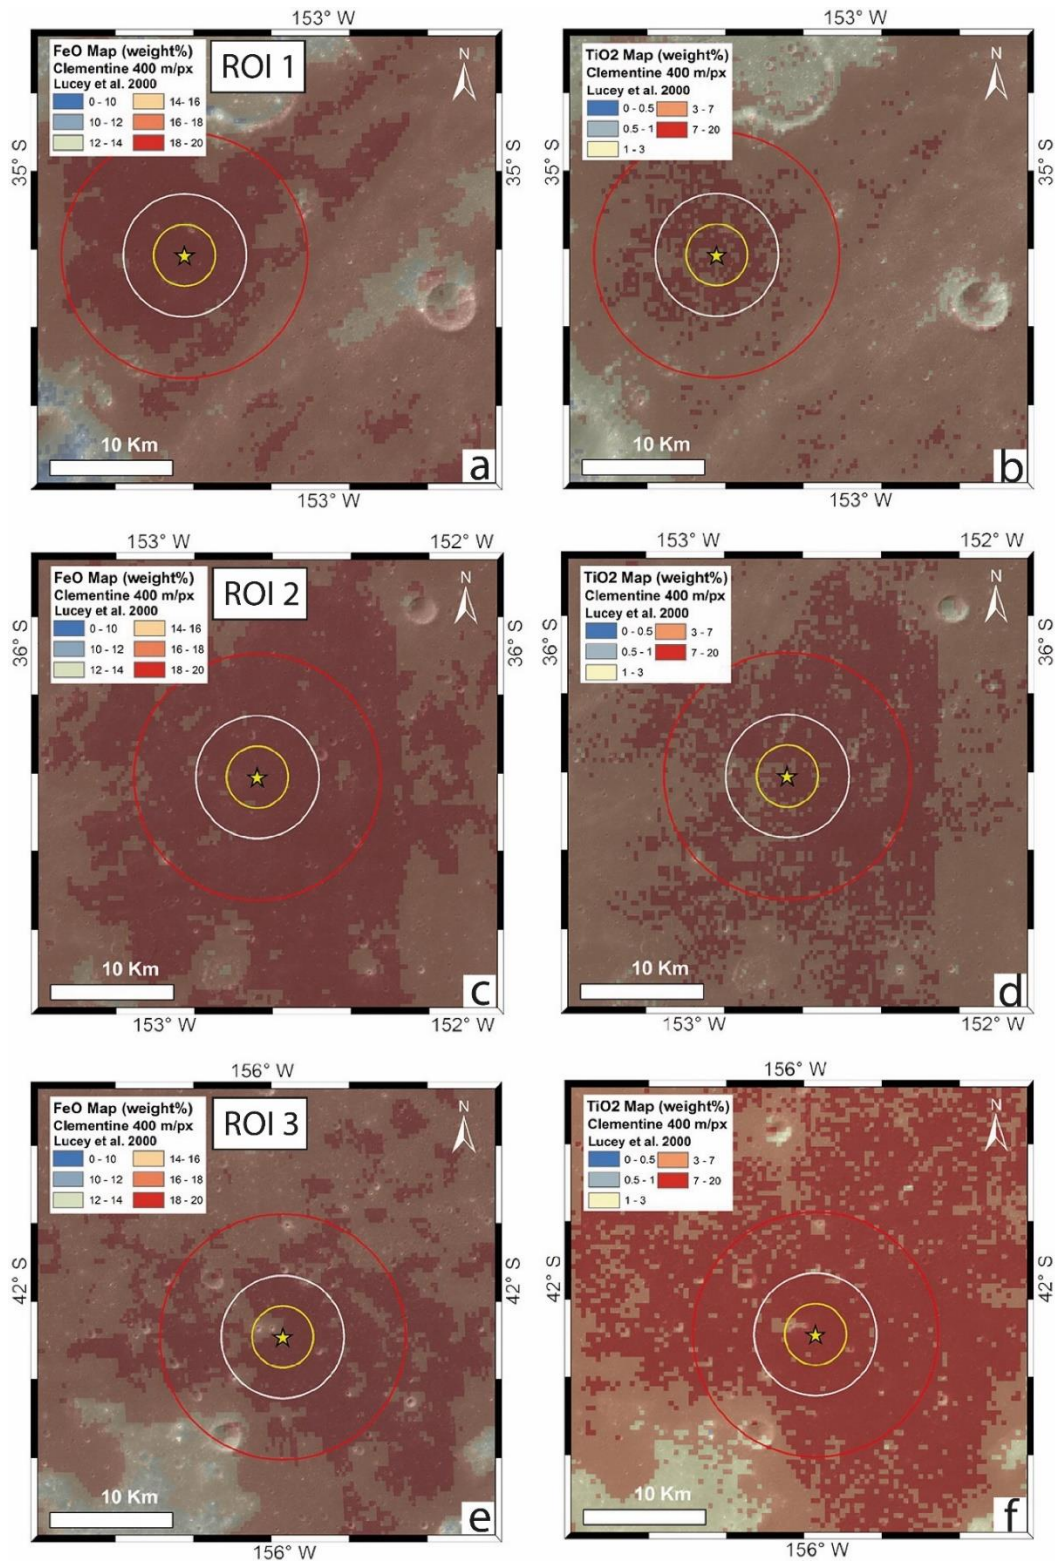 153° W
FeO Map (weight%)
Clementine 400 m/px
Lucey et al. 2000
0 - 10
14- 16
10 - 12
16 - 18
12 - 14
18 - 20
ROI 1
N
35° S
35° S
10 Km
a
153° W
153° W
TiO2 Map (weight%)
Clementine 400 m/px
Lucey et al. 2000
0 - 0.5
3 - 7
0.5 - 1
7 - 20
1 - 3
N
35° S
10 Km
b
153° W
153° W
152° W
FeO Map (weight%)
Clementine 400 m/px
Lucey et al. 2000
0 - 10
14- 16
10 - 12
16 - 18
12 - 14
18 - 20
ROI 2
N
36° S
36° S
10 Km
c
153° W
152° W
153° W
152° W
TiO2 Map (weight%)
Clementine 400 m/px
Lucey et al. 2000
0 - 0.5
3 - 7
0.5 - 1
7 - 20
1 - 3
N
36° S
10 Km
d
153° W
152° W
156° W
FeO Map (weight%)
Clementine 400 m/px
Lucey et al. 2000
0 - 10
14- 16
10 - 12
16 - 18
12 - 14
18 - 20
ROI 3
N
42° S
42° S
10 Km
e
156° W
156° W
TiO2 Map (weight%)
Clementine 400 m/px
Lucey et al. 2000
0 - 0.5
3 - 7
0.5 - 1
7 - 20
1 - 3
N
42° S
10 Km
f
156° W